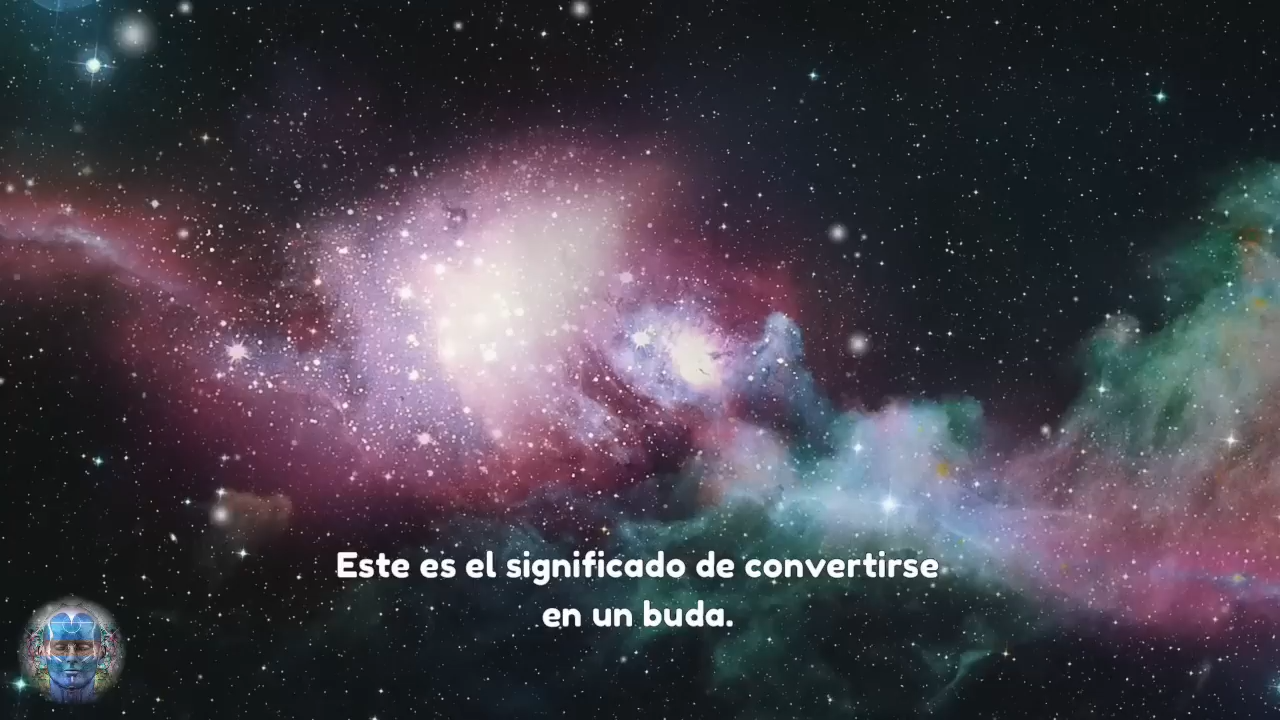 Este es el significado de convertirse
en un buda.